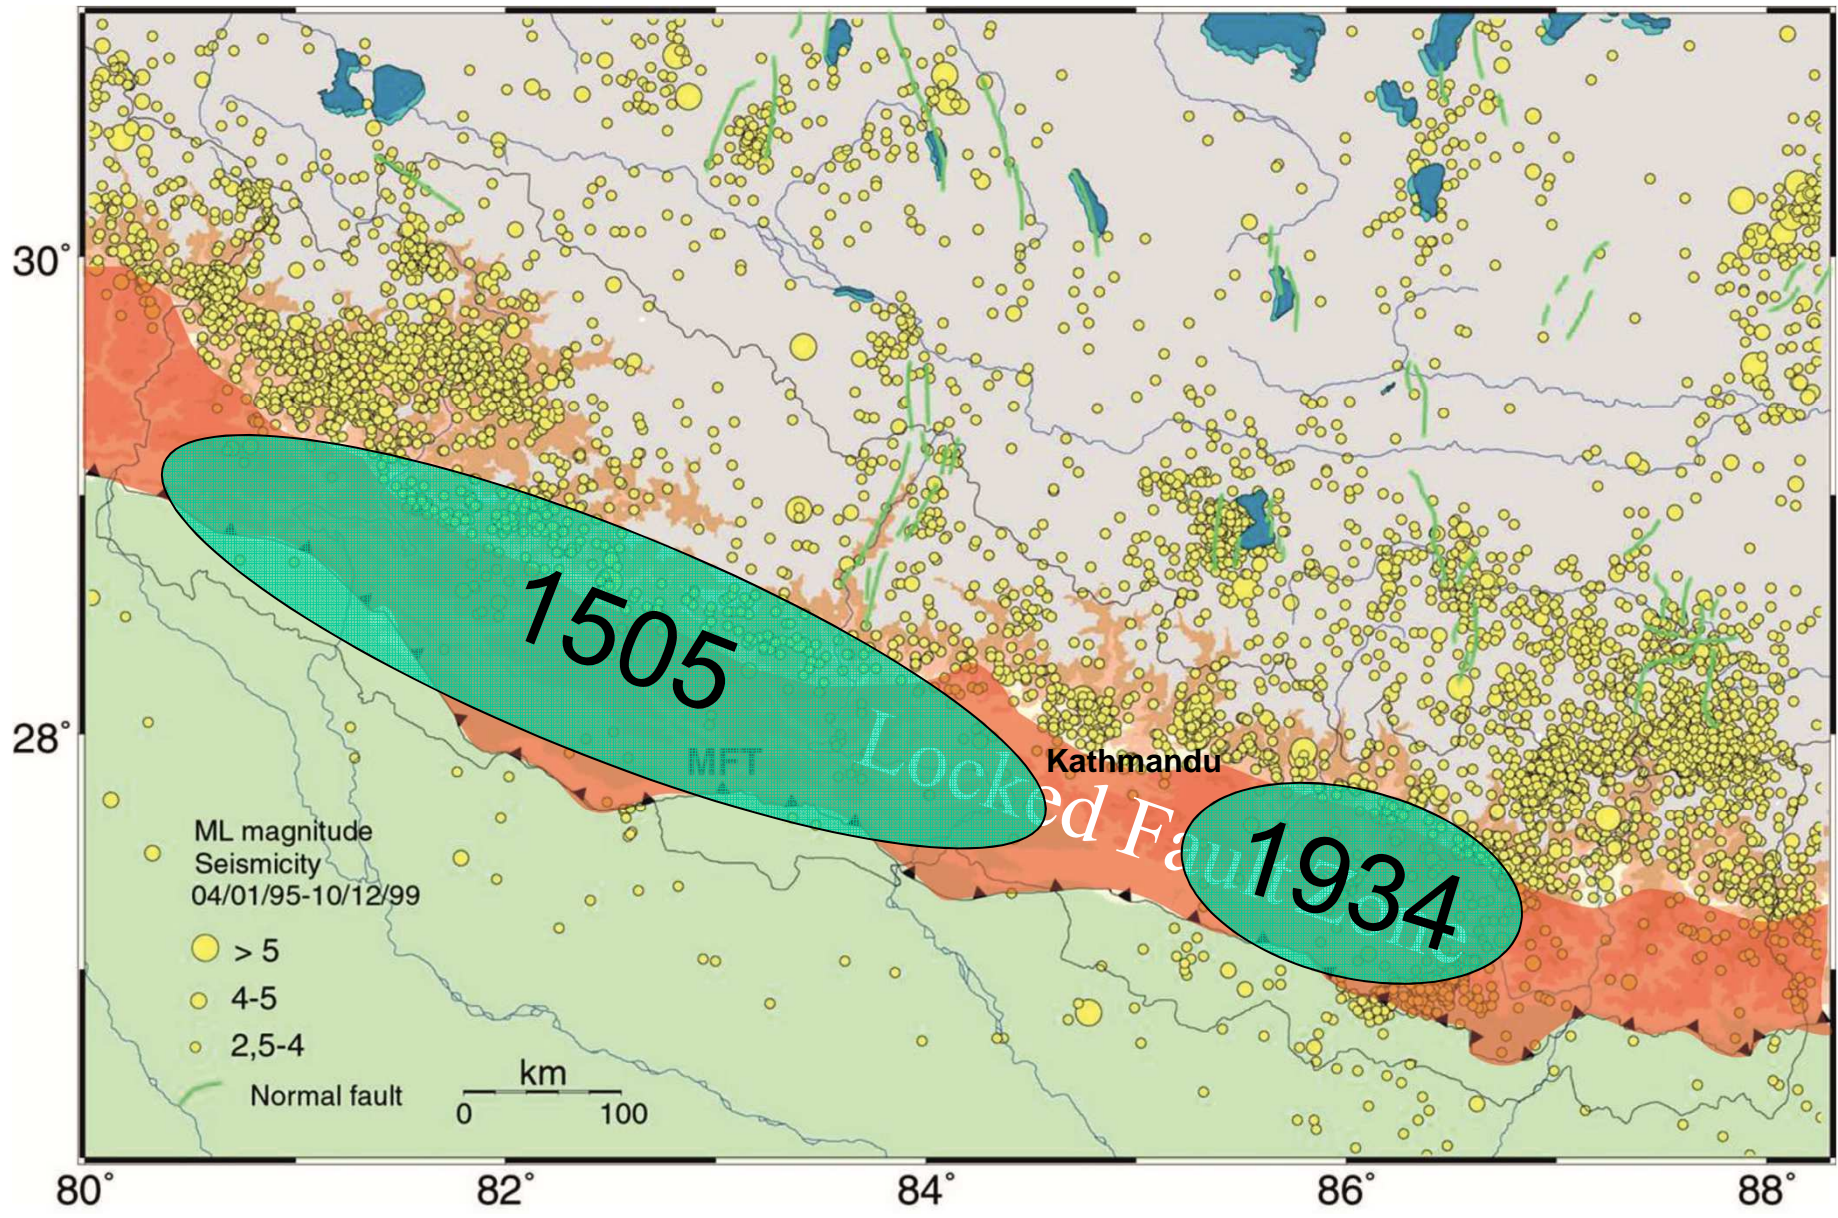 30°
28°
1505
MFT
Locked Fault Zone
Kathmandu
1934
ML magnitude
Seismicity
04/01/95-10/12/99
> 5
4-5
2,5-4
Normal fault
km
0 100
80° 82° 84° 86° 88°